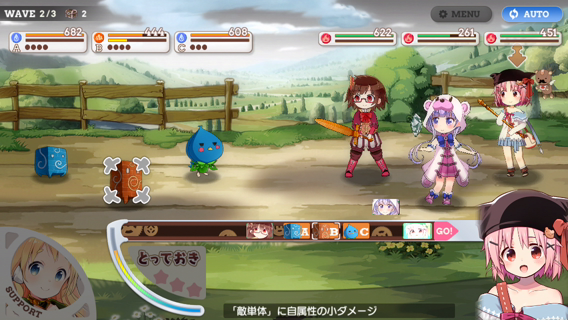 WAVE 2/3 2
MENU
AUTO
682
A
444
B
608
C
622
261
451
A B C GO!
とっておき
SUPPORT
「敵単体」に自属性の小ダメージ